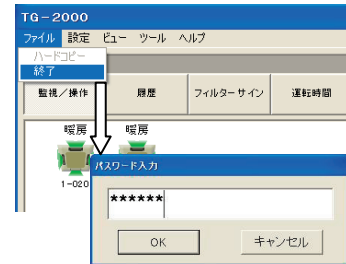 TG-2000
ファイル 設定 ビュー ツール ヘルプ
ハードコピー
終了
監視/操作 履歴 フィルターサイン 運転時間
暖房 暖房
1-020
パスワード入力
******
OK キャンセル